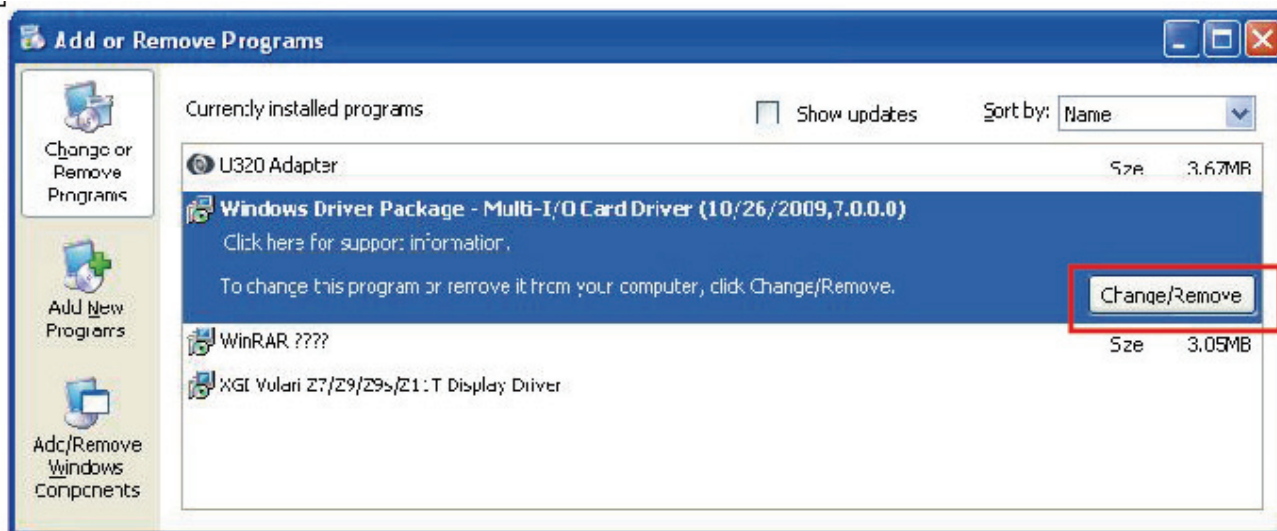 Add or Remove Programs
Change or
Remove
Programs
Currently installed programs
Show updates
Sort by: Name
U320 Adapter
Size 3.67MB
Windows Driver Package - Multi-I/O Card Driver (10/26/2009,7.0.0.0)
Click here for support information.
To change this program or remove it from your computer, click Change/Remove.
Change/Remove
Add New
Programs
WinRAR ????
Size 3.05MB
XGI Volari Z7/Z9/Z9s/Z11T Display Driver
Add/Remove
Windows
Components